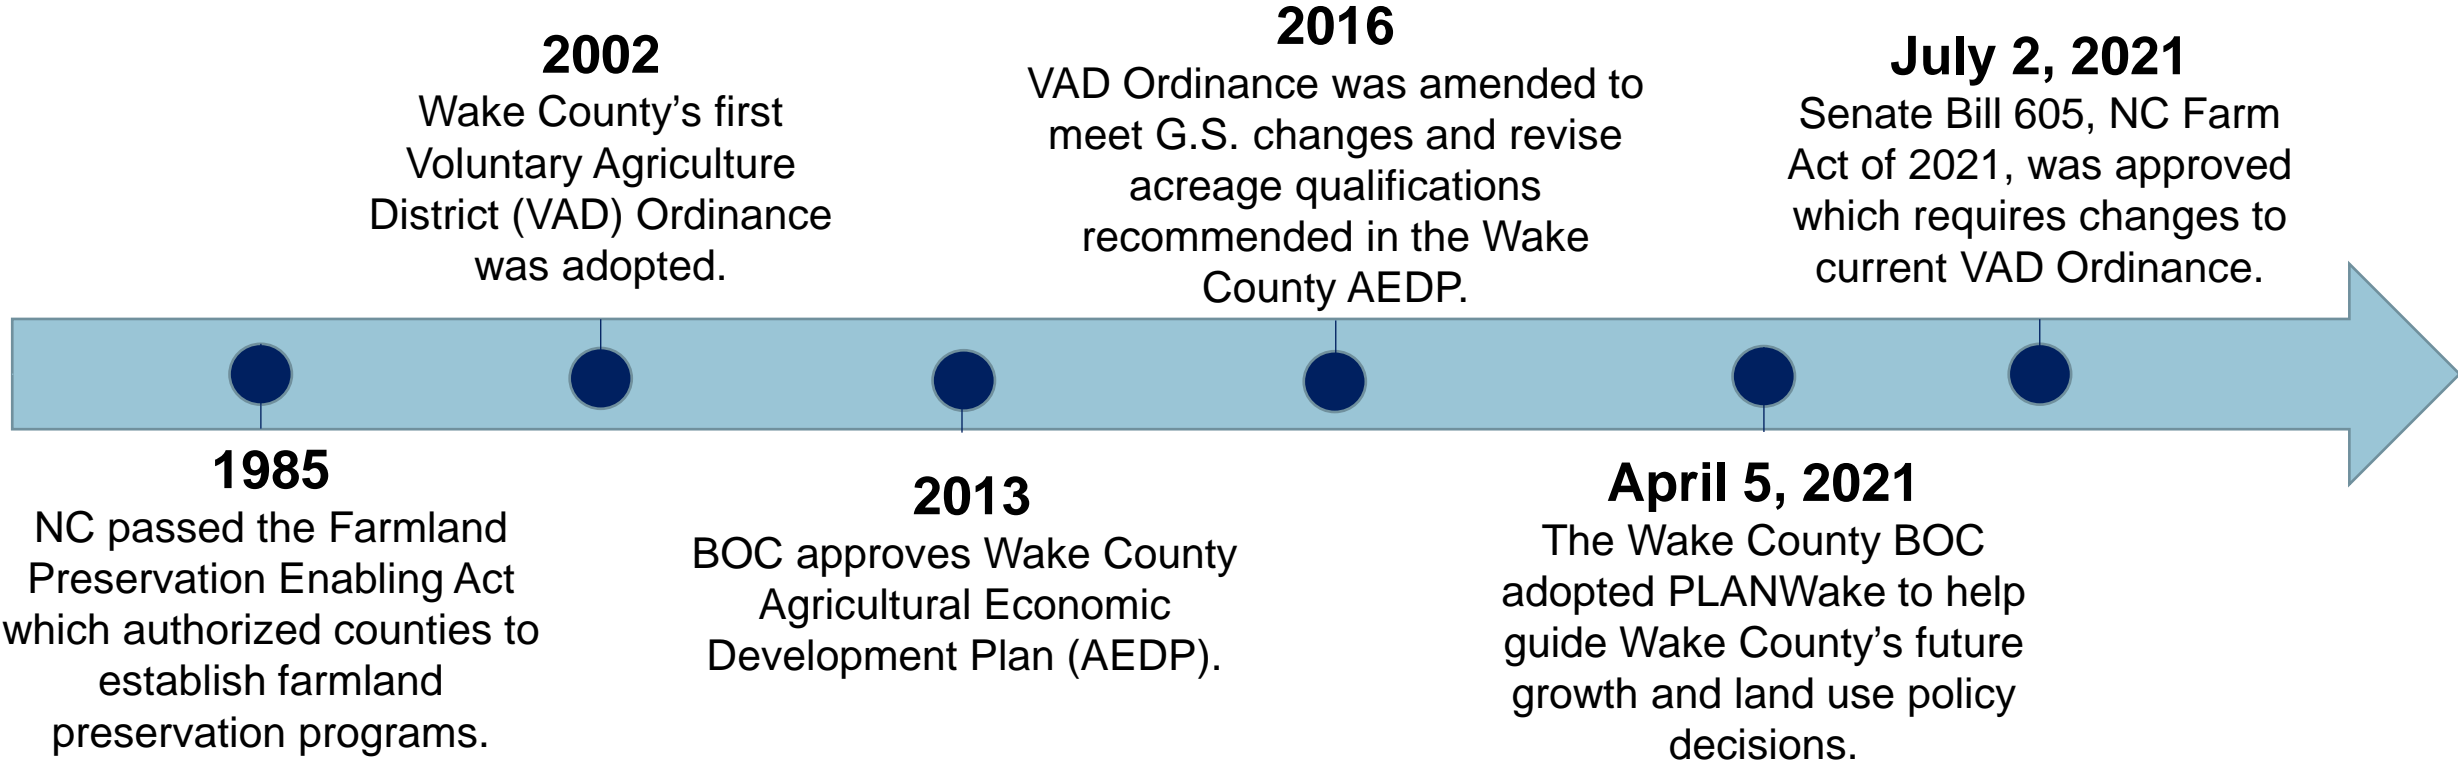 2002
Wake County's first
Voluntary Agriculture
District (VAD) Ordinance
was adopted.
2016
VAD Ordinance was amended to
meet G.S. changes and revise
acreage qualifications
recommended in the Wake
County AEDP.
July 2, 2021
Senate Bill 605, NC Farm
Act of 2021, was approved
which requires changes to
current VAD Ordinance.
1985
NC passed the Farmland
Preservation Enabling Act
which authorized counties to
establish farmland
preservation programs.
2013
BOC approves Wake County
Agricultural Economic
Development Plan (AEDP).
April 5, 2021
The Wake County BOC
adopted PLANWake to help
guide Wake County's future
growth and land use policy
decisions.